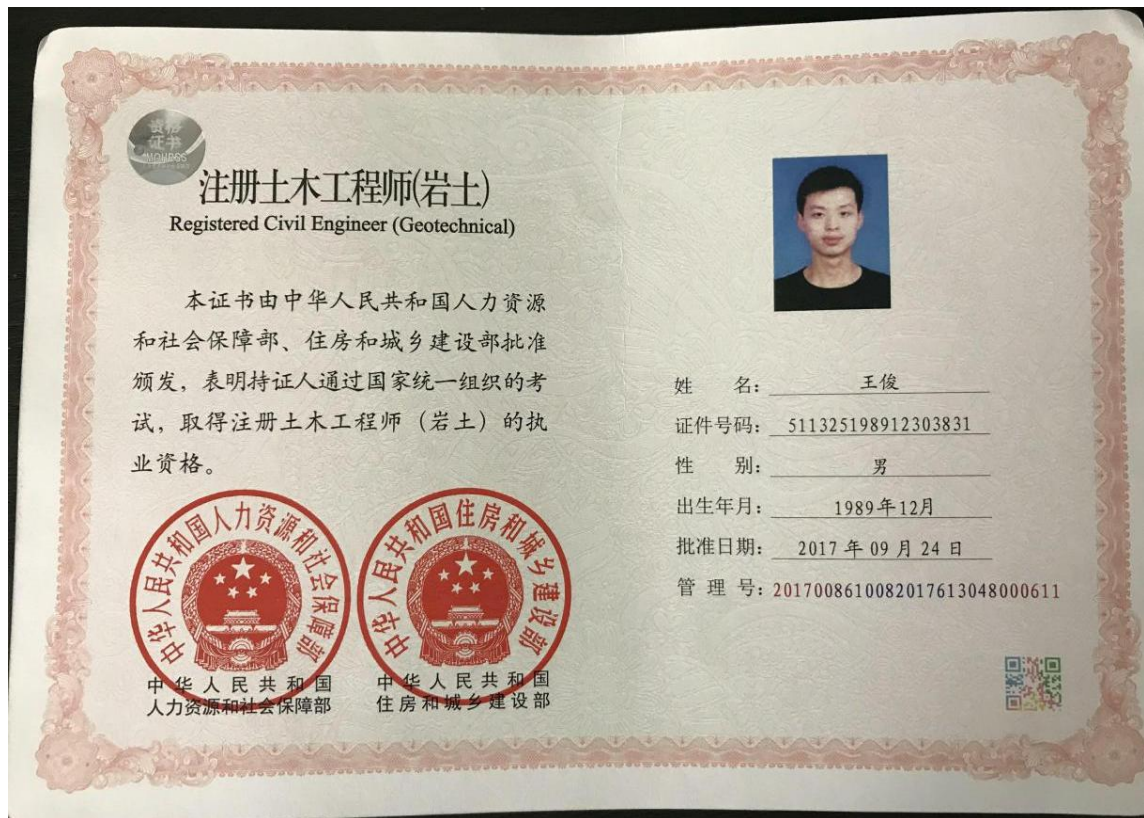 资格
证书
MOHRSS
注册土木工程师(岩土)
Registered Civil Engineer (Geotechnical)
本证书由中华人民共和国人力资源
和社会保障部、住房和城乡建设部批准
颁发，表明持证人通过国家统一组织的考
试，取得注册土木工程师（岩土）的执
业资格。
中华人民共和国人力资源和社会保障部
中华人民共和国住房和城乡建设部
中华人民共和国
人力资源和社会保障部
中华人民共和国
住房和城乡建设部
姓 名：王俊
证件号码：511325198912303831
性 别：男
出生年月：1989年12月
批准日期：2017年09月24日
管 理 号：2017008610082017613048000611